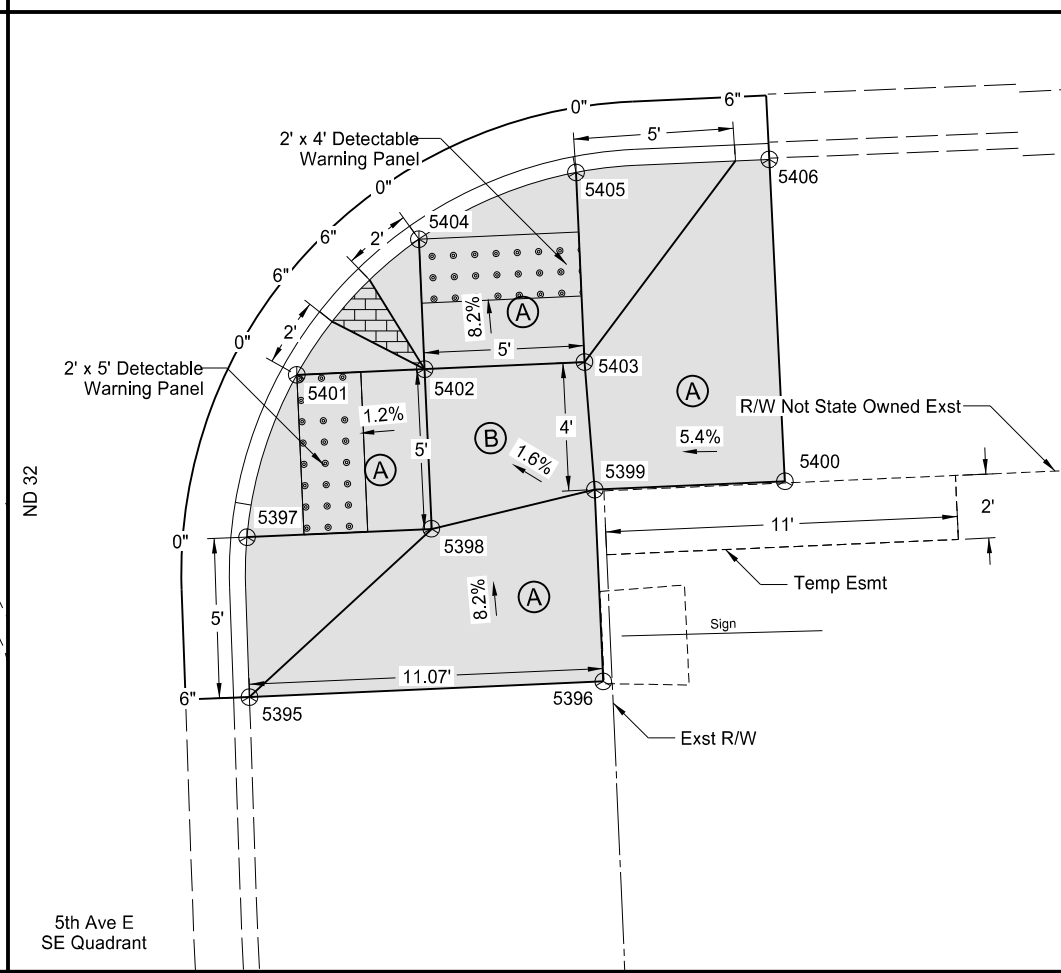 0"
6"
5'
2' x 4' Detectable
Warning Panel
0"
5406
5405
5404
6"
2'
6"
8.2%
A
2'
0"
5'
5403
2' x 5' Detectable
Warning Panel
5401
5402
A
R/W Not State Owned Exst
1.2%
4'
B
5.4%
5'
1.6%
A
5400
5399
ND 32
2'
5397
11'
0"
5398
Temp Esmt
8.2%
A
5'
Sign
11.07'
6"
5396
5395
Exst R/W
5th Ave E
SE Quadrant